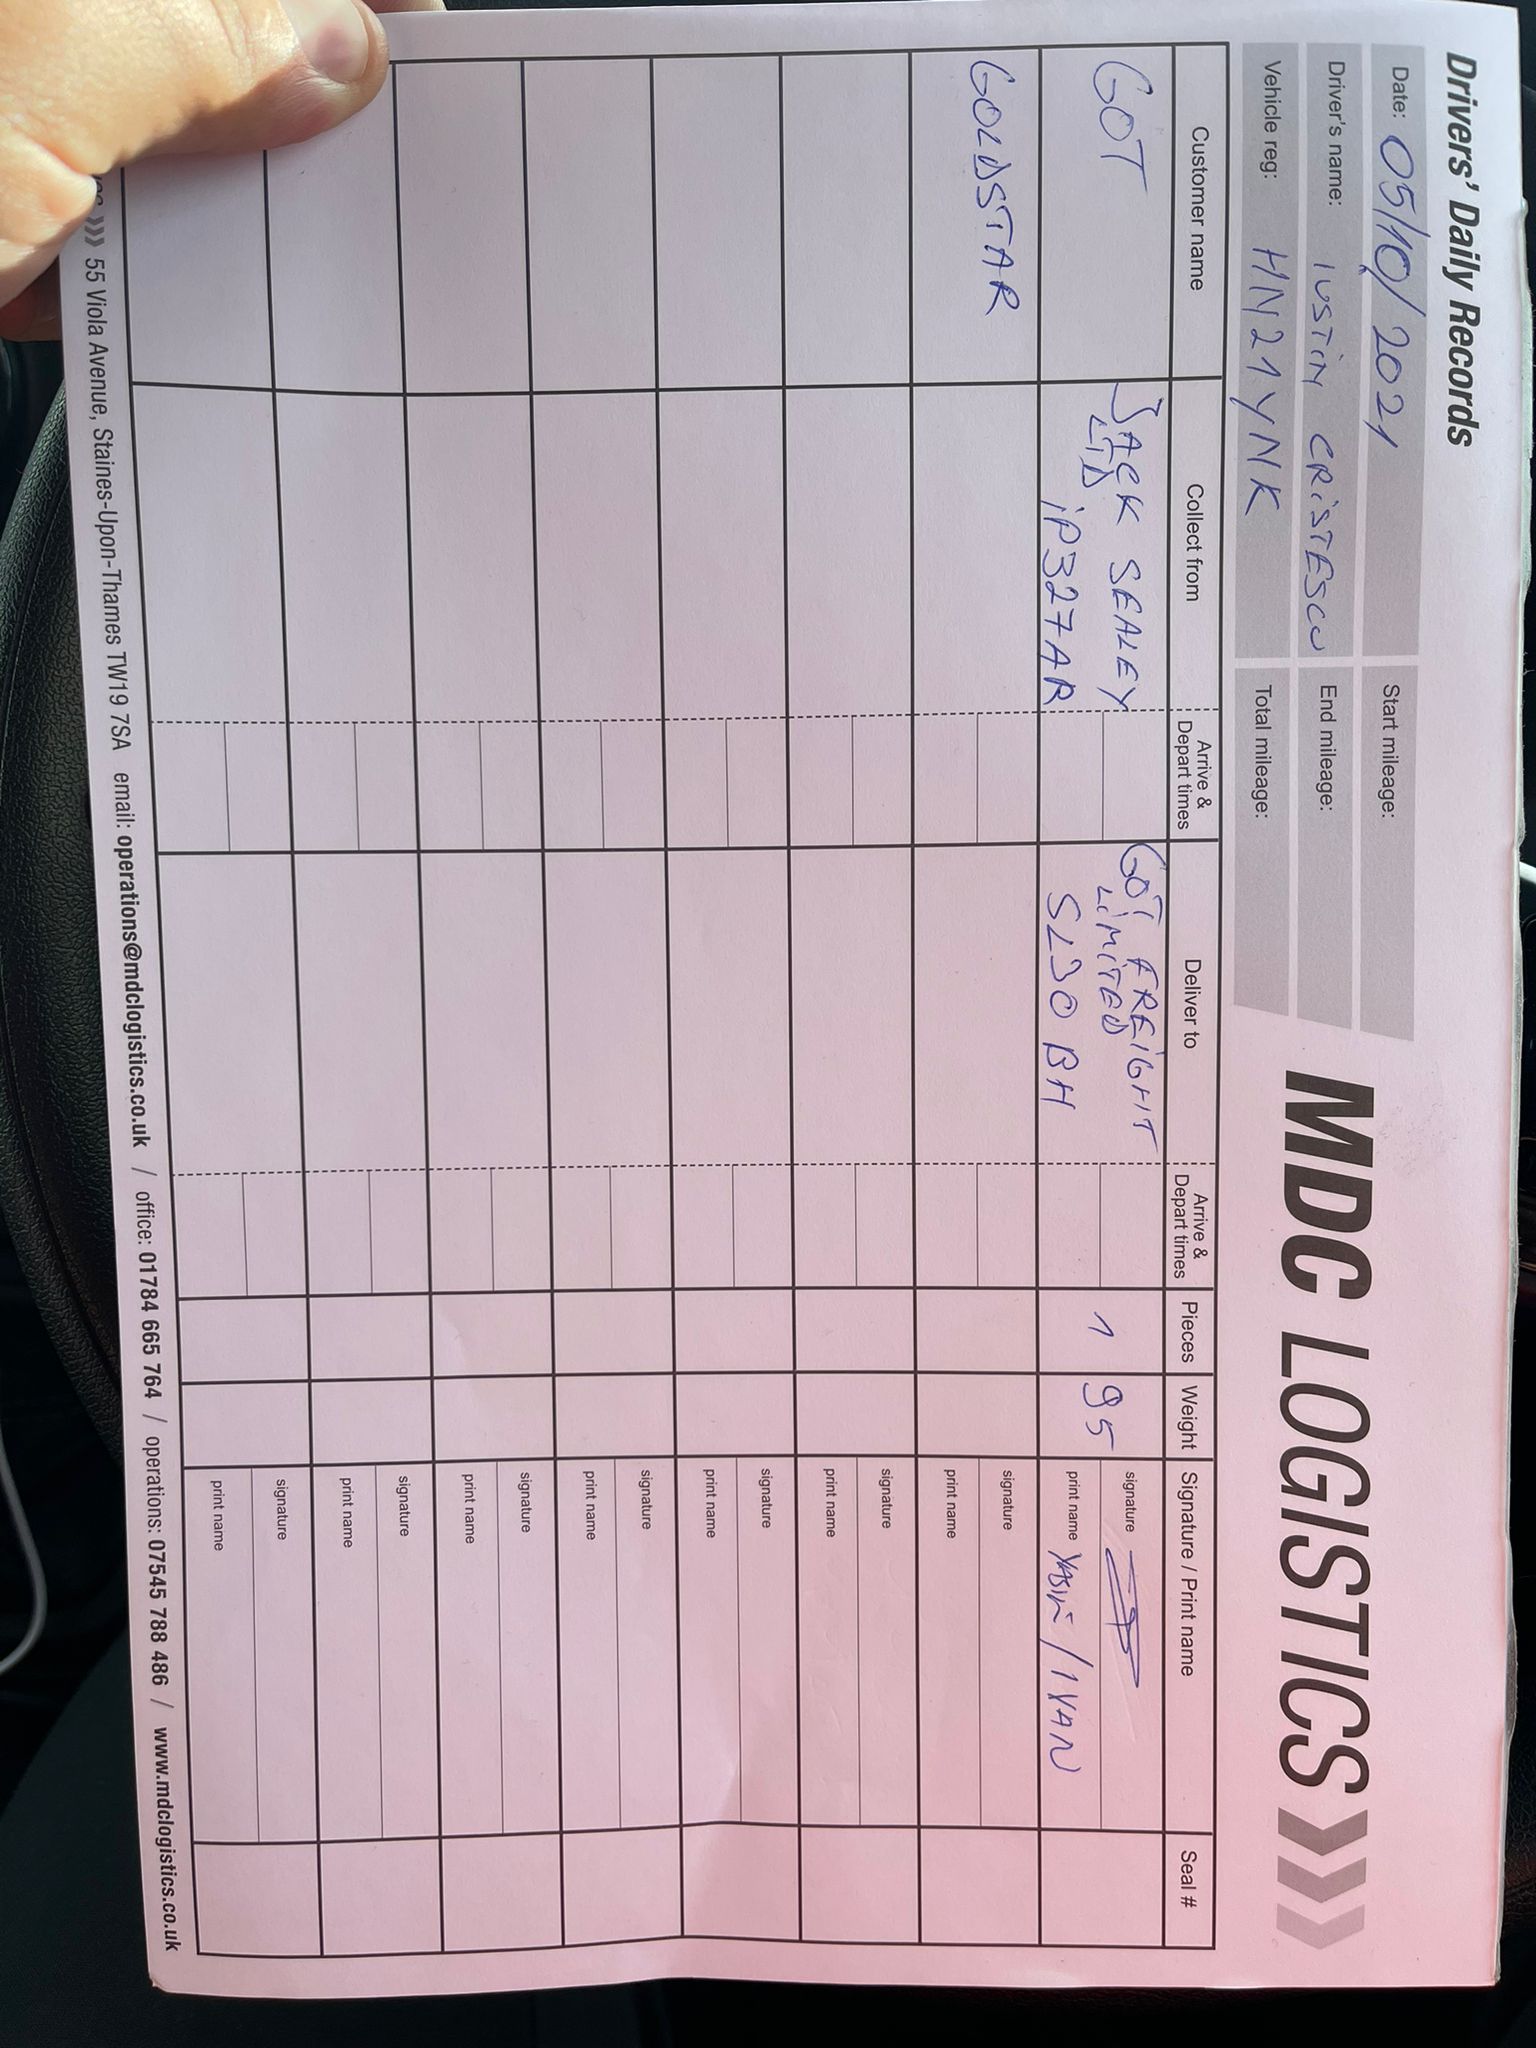 Drivers' Daily Records
MDC LOGISTICS
Date: 05/10/2021
Start mileage:
Driver's name: IUSTIN CRISTESCU
End mileage:
Vehicle reg: HN21YNK
Total mileage:
Customer name Collect from Arrive & Depart times Deliver to Arrive & Depart times Pieces Weight Signature / Print name Seal #
GOT JACK SEALEY GOT FREIGHT 1 95 signature
LTD IP327AR LIMITED SL30BH print name YASIN / IVAN
GOLDSTAR signature
print name
signature
print name
signature
print name
signature
print name
signature
print name
signature
print name
signature
print name
55 Viola Avenue, Staines-Upon-Thames TW19 7SA email: operations@mdclogistics.co.uk / office: 01784 665 764 / operations: 07545 788 486 / www.mdclogistics.co.uk